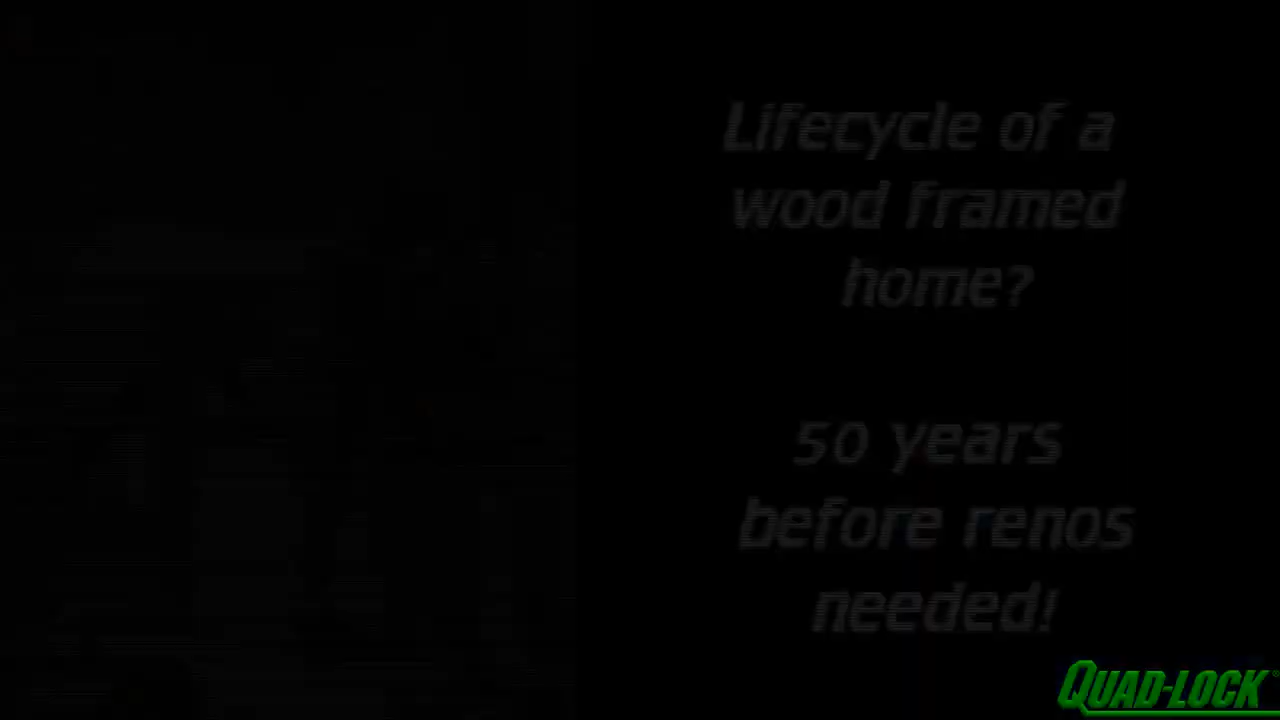 Lifecycle of a
wood framed
home?
50 years
before renos
needed!
QUAD-LOCK®